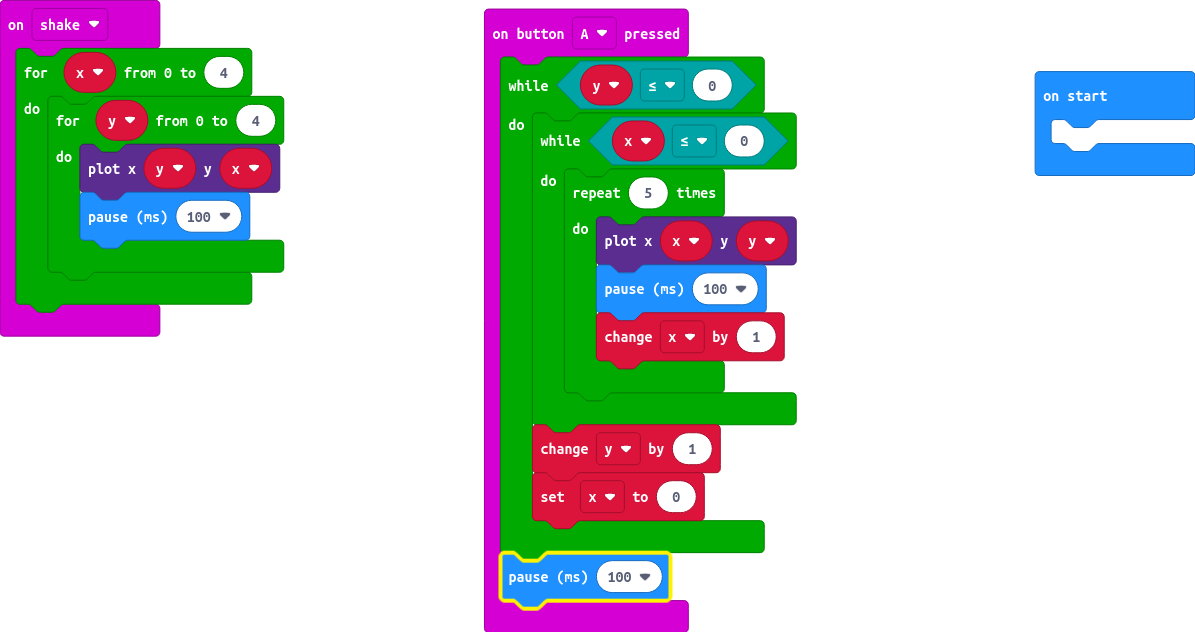 on shake
for x from 0 to 4
do
for y from 0 to 4
do
plot x y y x
pause (ms) 100
on button A pressed
while y ≤ 0
do
while x ≤ 0
do
repeat 5 times
do
plot x x y y
pause (ms) 100
change x by 1
change y by 1
set x to 0
pause (ms) 100
on start